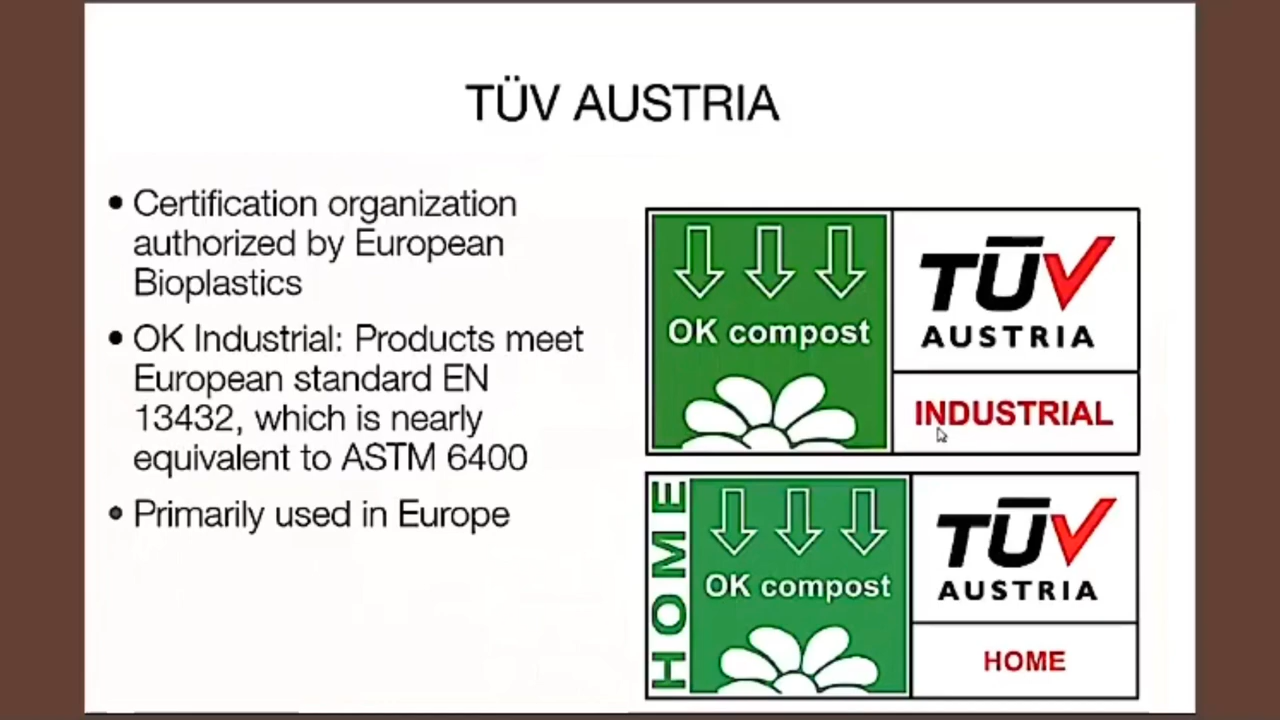 TÜV AUSTRIA
• Certification organization
authorized by European
Bioplastics
• OK Industrial: Products meet
European standard EN
13432, which is nearly
equivalent to ASTM 6400
• Primarily used in Europe
OK compost
TÜV
AUSTRIA
INDUSTRIAL
HOME
OK compost
TÜV
AUSTRIA
HOME